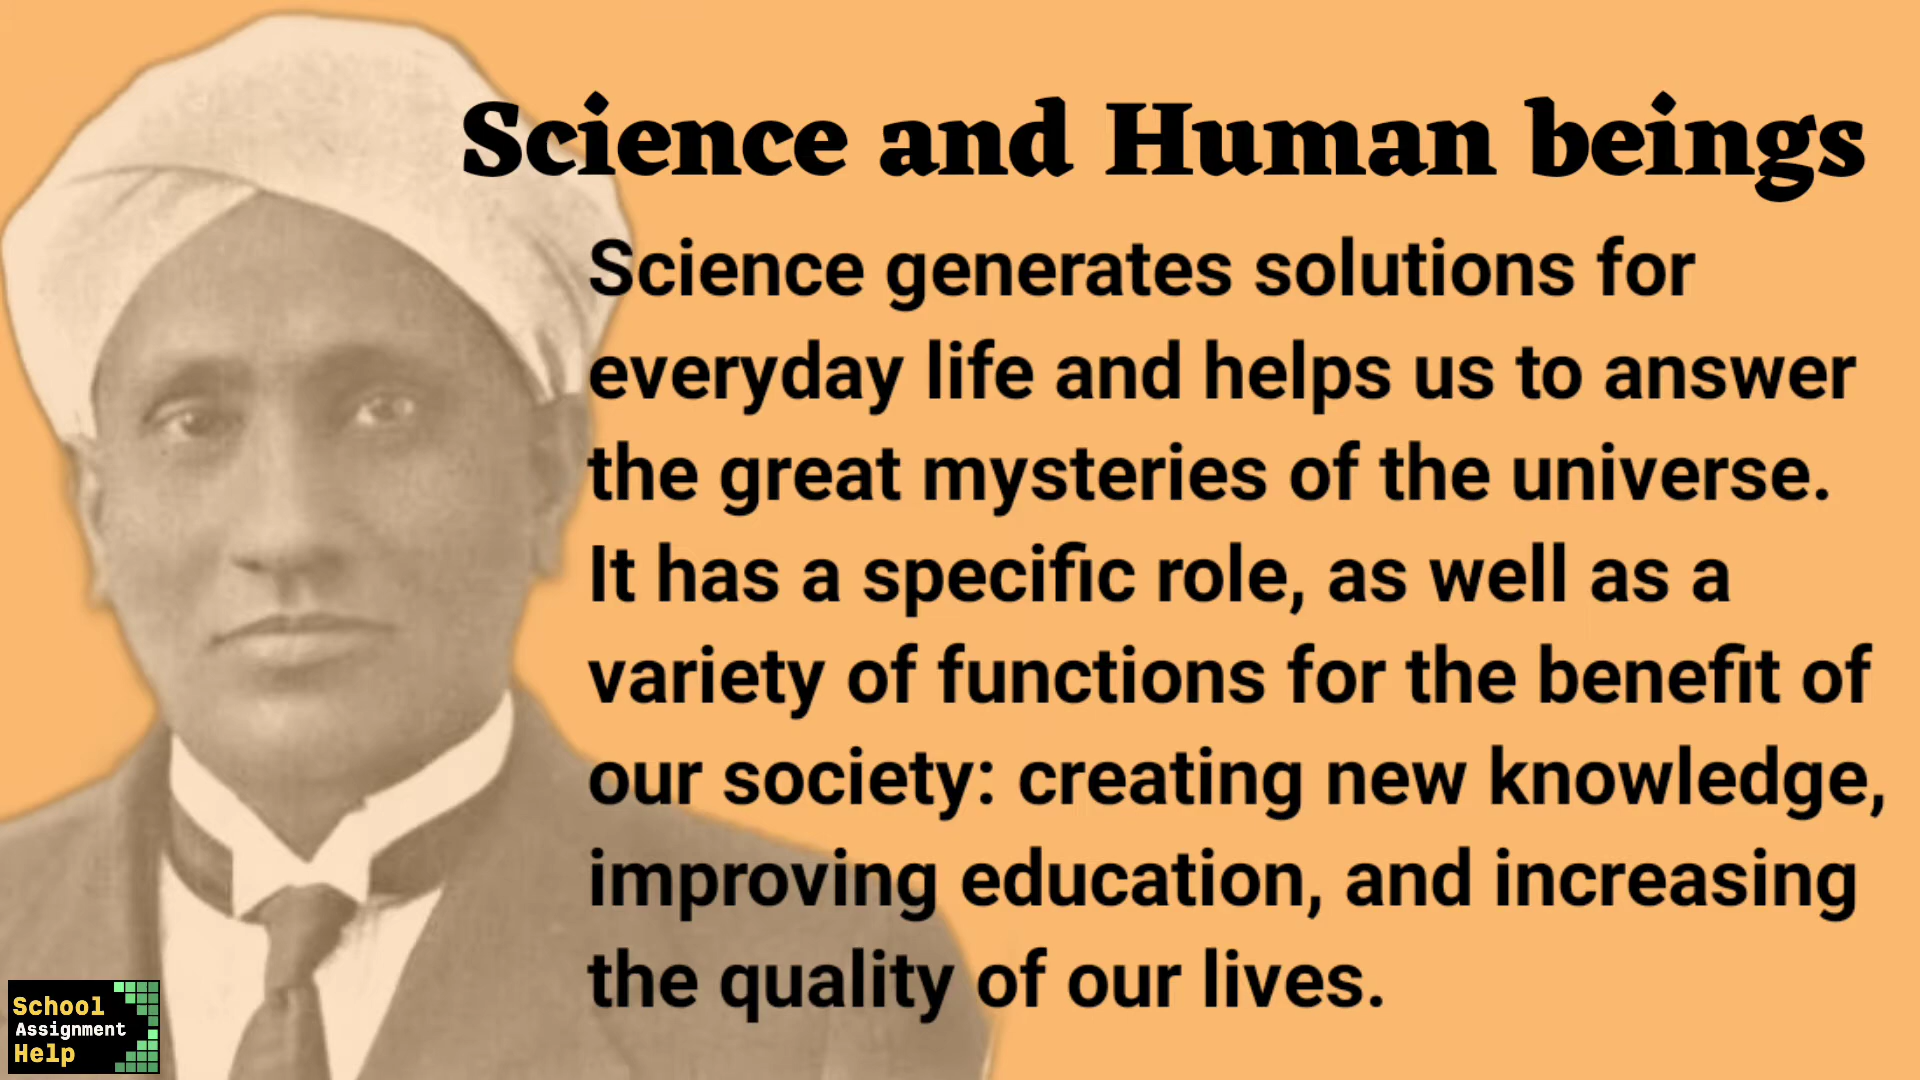 Science and Human beings
Science generates solutions for
everyday life and helps us to answer
the great mysteries of the universe.
It has a specific role, as well as a
variety of functions for the benefit of
our society: creating new knowledge,
improving education, and increasing
the quality of our lives.
School
Assignment
Help